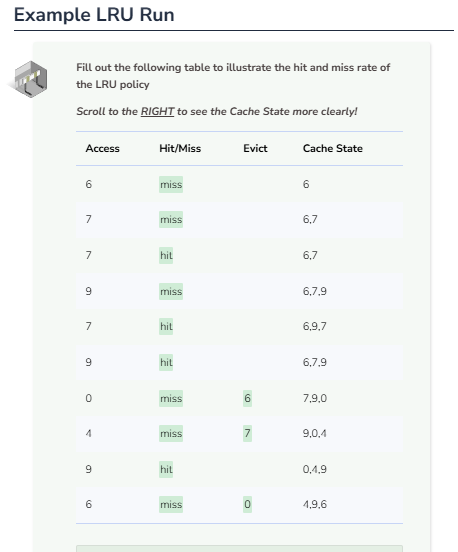 Example LRU Run
Fill out the following table to illustrate the hit and miss rate of
the LRU policy
Scroll to the RIGHT to see the Cache State more clearly!
Access Hit/Miss Evict Cache State
6 miss 6
7 miss 6,7
7 hit 6,7
9 miss 6,7,9
7 hit 6,9,7
9 hit 6,7,9
0 miss 6 7,9,0
4 miss 7 9,0,4
9 hit 0,4,9
6 miss 0 4,9,6